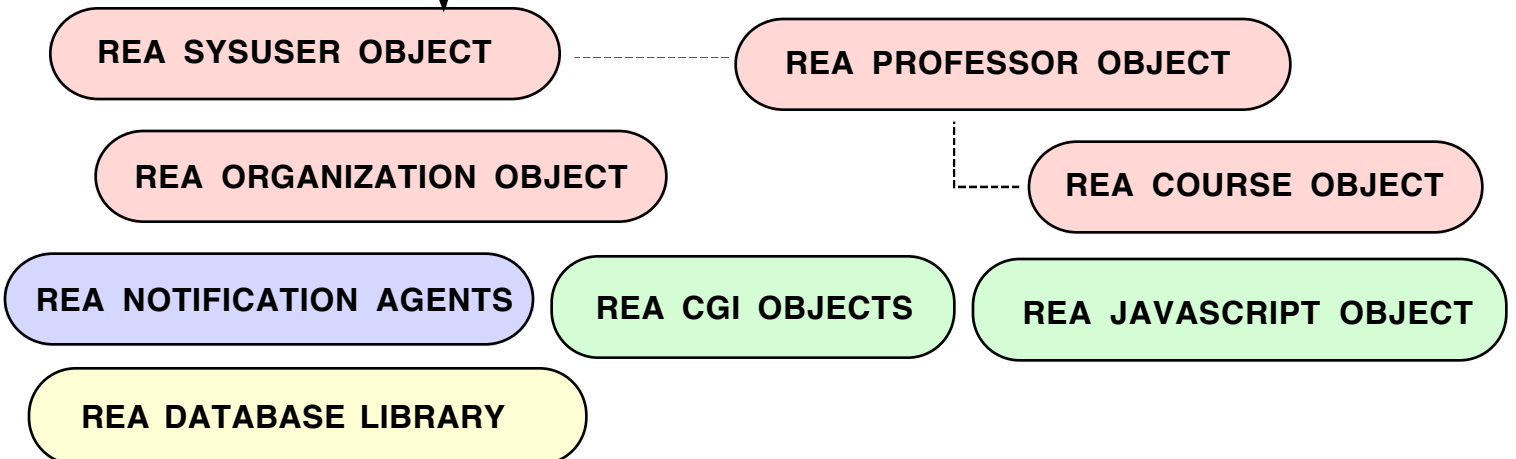 REA SYSUSER OBJECT
REA PROFESSOR OBJECT
REA ORGANIZATION OBJECT
REA COURSE OBJECT
REA NOTIFICATION AGENTS
REA CGI OBJECTS
REA JAVASCRIPT OBJECT
REA DATABASE LIBRARY